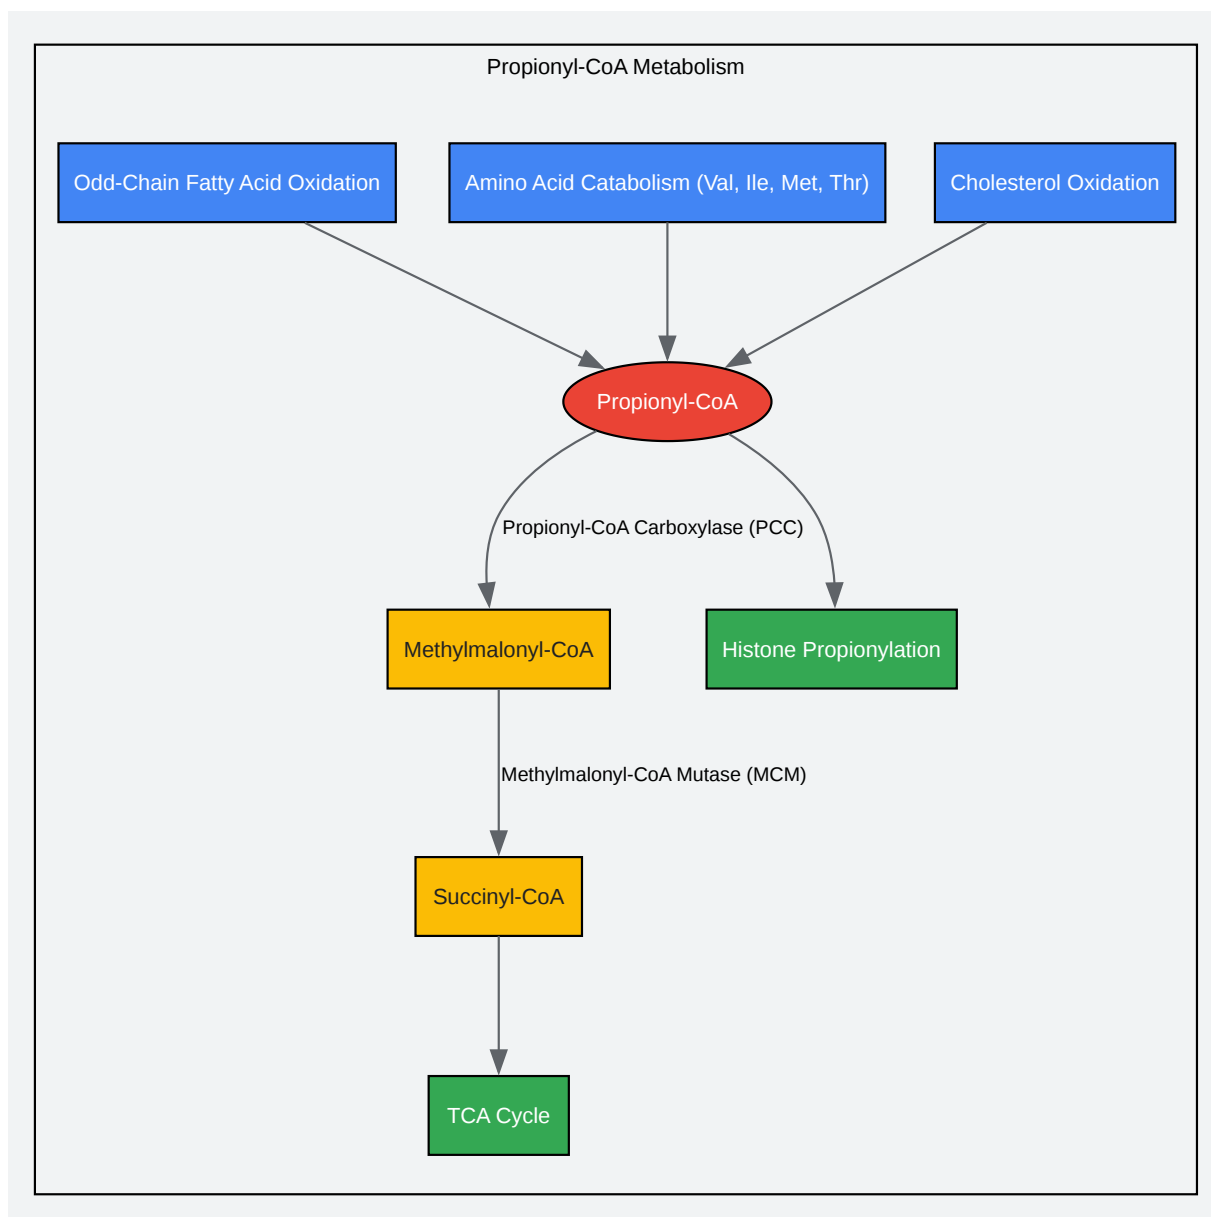 Propionyl-CoA Metabolism
Odd-Chain Fatty Acid Oxidation
Amino Acid Catabolism (Val, Ile, Met, Thr)
Cholesterol Oxidation
Propionyl-CoA
Propionyl-CoA Carboxylase (PCC)
Methylmalonyl-CoA
Histone Propionylation
Methylmalonyl-CoA Mutase (MCM)
Succinyl-CoA
TCA Cycle